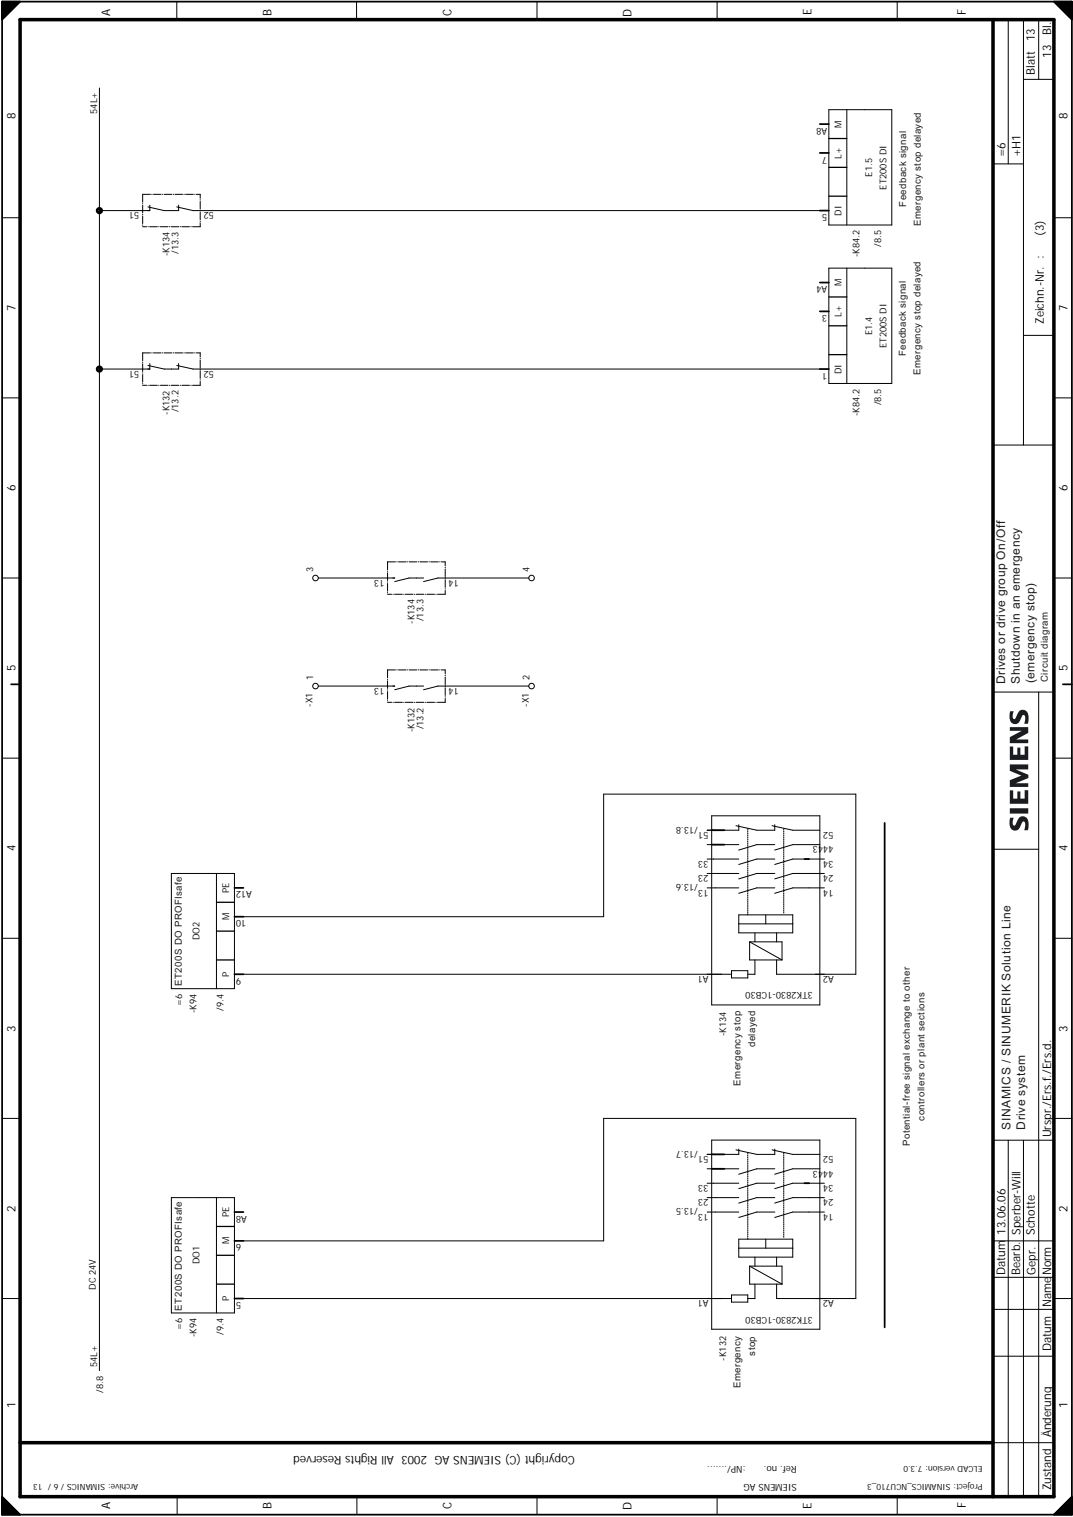 1 2 3 4 5 6 7 8
A
B
C
D
E
F
/8.8
54L+
DC 24V
54L+
=6
-K94
/9.4
ET200S DO PROFIsafe
DO1
P M PE
5 6 A8
=6
-K94
/9.4
ET200S DO PROFIsafe
DO2
P M PE
9 10 A12
-K132
/13.2
51
52
-K134
/13.3
51
52
-X1 1
3
-K132
/13.2
13
14
-K134
/13.3
13
14
-X1 2
4
-K132
Emergency
stop
3TK2830-1CB30
A1
A2
/13.5
13 23 33
/13.7
51
14 24 34 4443 52
-K134
Emergency stop
delayed
3TK2830-1CB30
A1
A2
/13.6
13 23 33
/13.8
51
14 24 34 4443 52
-K84.2
/8.5
1 3 A4
DI L+ M
E1.4
ET200S DI
Feedback signal
Emergency stop delayed
-K84.2
/8.5
5 7 A8
DI L+ M
E1.5
ET200S DI
Feedback signal
Emergency stop delayed
Potential-free signal exchange to other
controllers or plant sections
Datum 13.06.06
Bearb. Sperber-Will
Gepr. Schotte
Zustand Änderung Datum Name Norm
SINAMICS / SINUMERIK Solution Line
Drive system
Urspr./Ers.f./Ers.d.
SIEMENS
Drives or drive group On/Off
Shutdown in an emergency
(emergency stop)
Circuit diagram
Zeichn.-Nr. : (3)
=6
+H1
Blatt 13
13 Bl.
1 2 3 4 5 6 7 8
A
B
C
D
E
F
Archive: SIMANICS / 6 / 13
Copyright (C) SIEMENS AG 2003 All Rights Reserved
SIEMENS AG
Ref. no. :NP/.......
Project: SINAMICS_NCU710_3
ELCAD version: 7.3.0